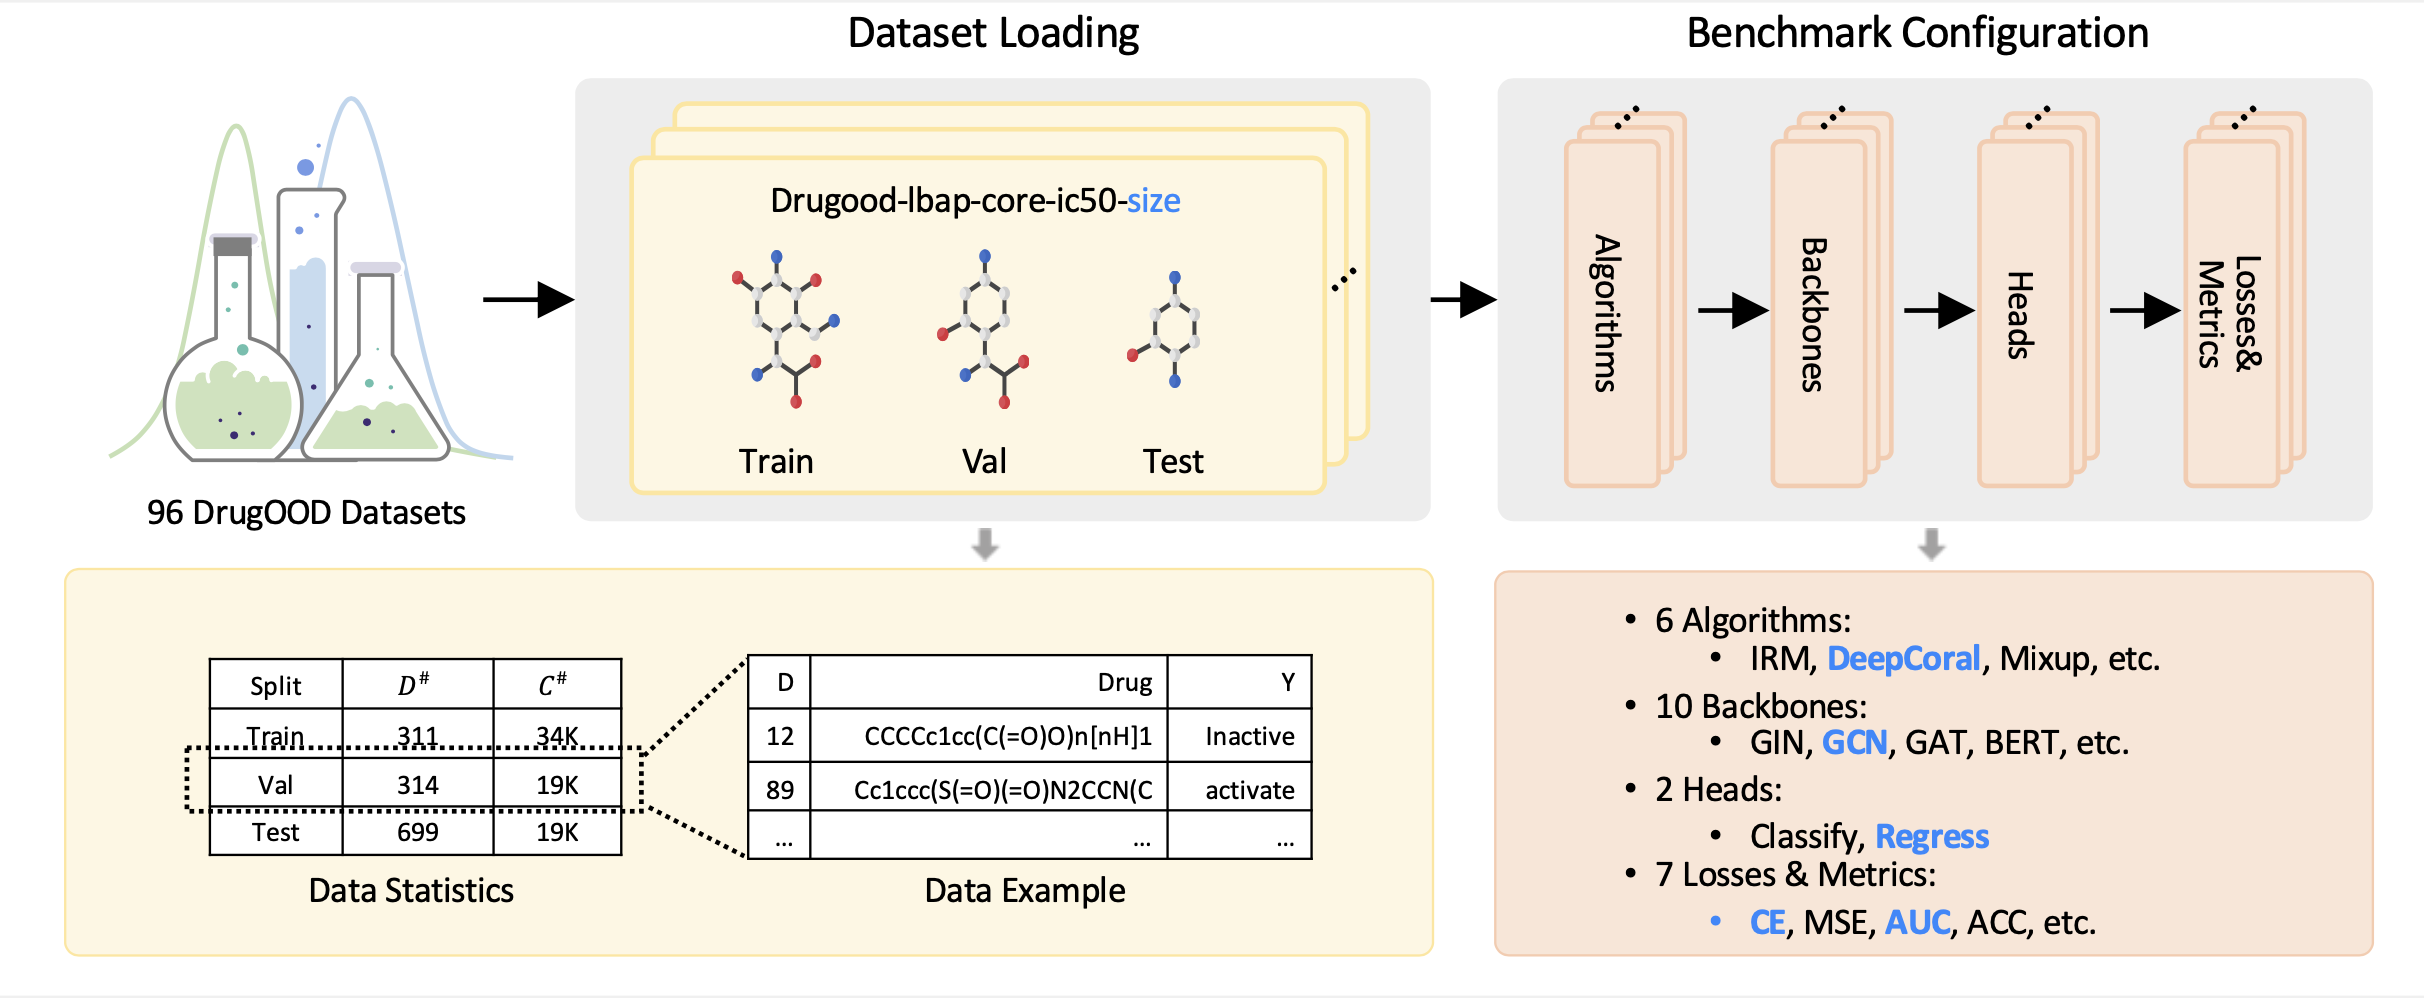 Dataset Loading
Benchmark Configuration
Drugood-lbap-core-ic50-size
Train
Val
Test
96 DrugOOD Datasets
Algorithms
Backbones
Heads
Losses&
Metrics
Split D# C#
Train 311 34K
Val 314 19K
Test 699 19K
Data Statistics
D Drug Y
12 CCCCc1cc(C(=O)O)n[nH]1 Inactive
89 Cc1ccc(S(=O)(=O)N2CCN(C activate
... ... ...
Data Example
• 6 Algorithms:
• IRM, DeepCoral, Mixup, etc.
• 10 Backbones:
• GIN, GCN, GAT, BERT, etc.
• 2 Heads:
• Classify, Regress
• 7 Losses & Metrics:
• CE, MSE, AUC, ACC, etc.